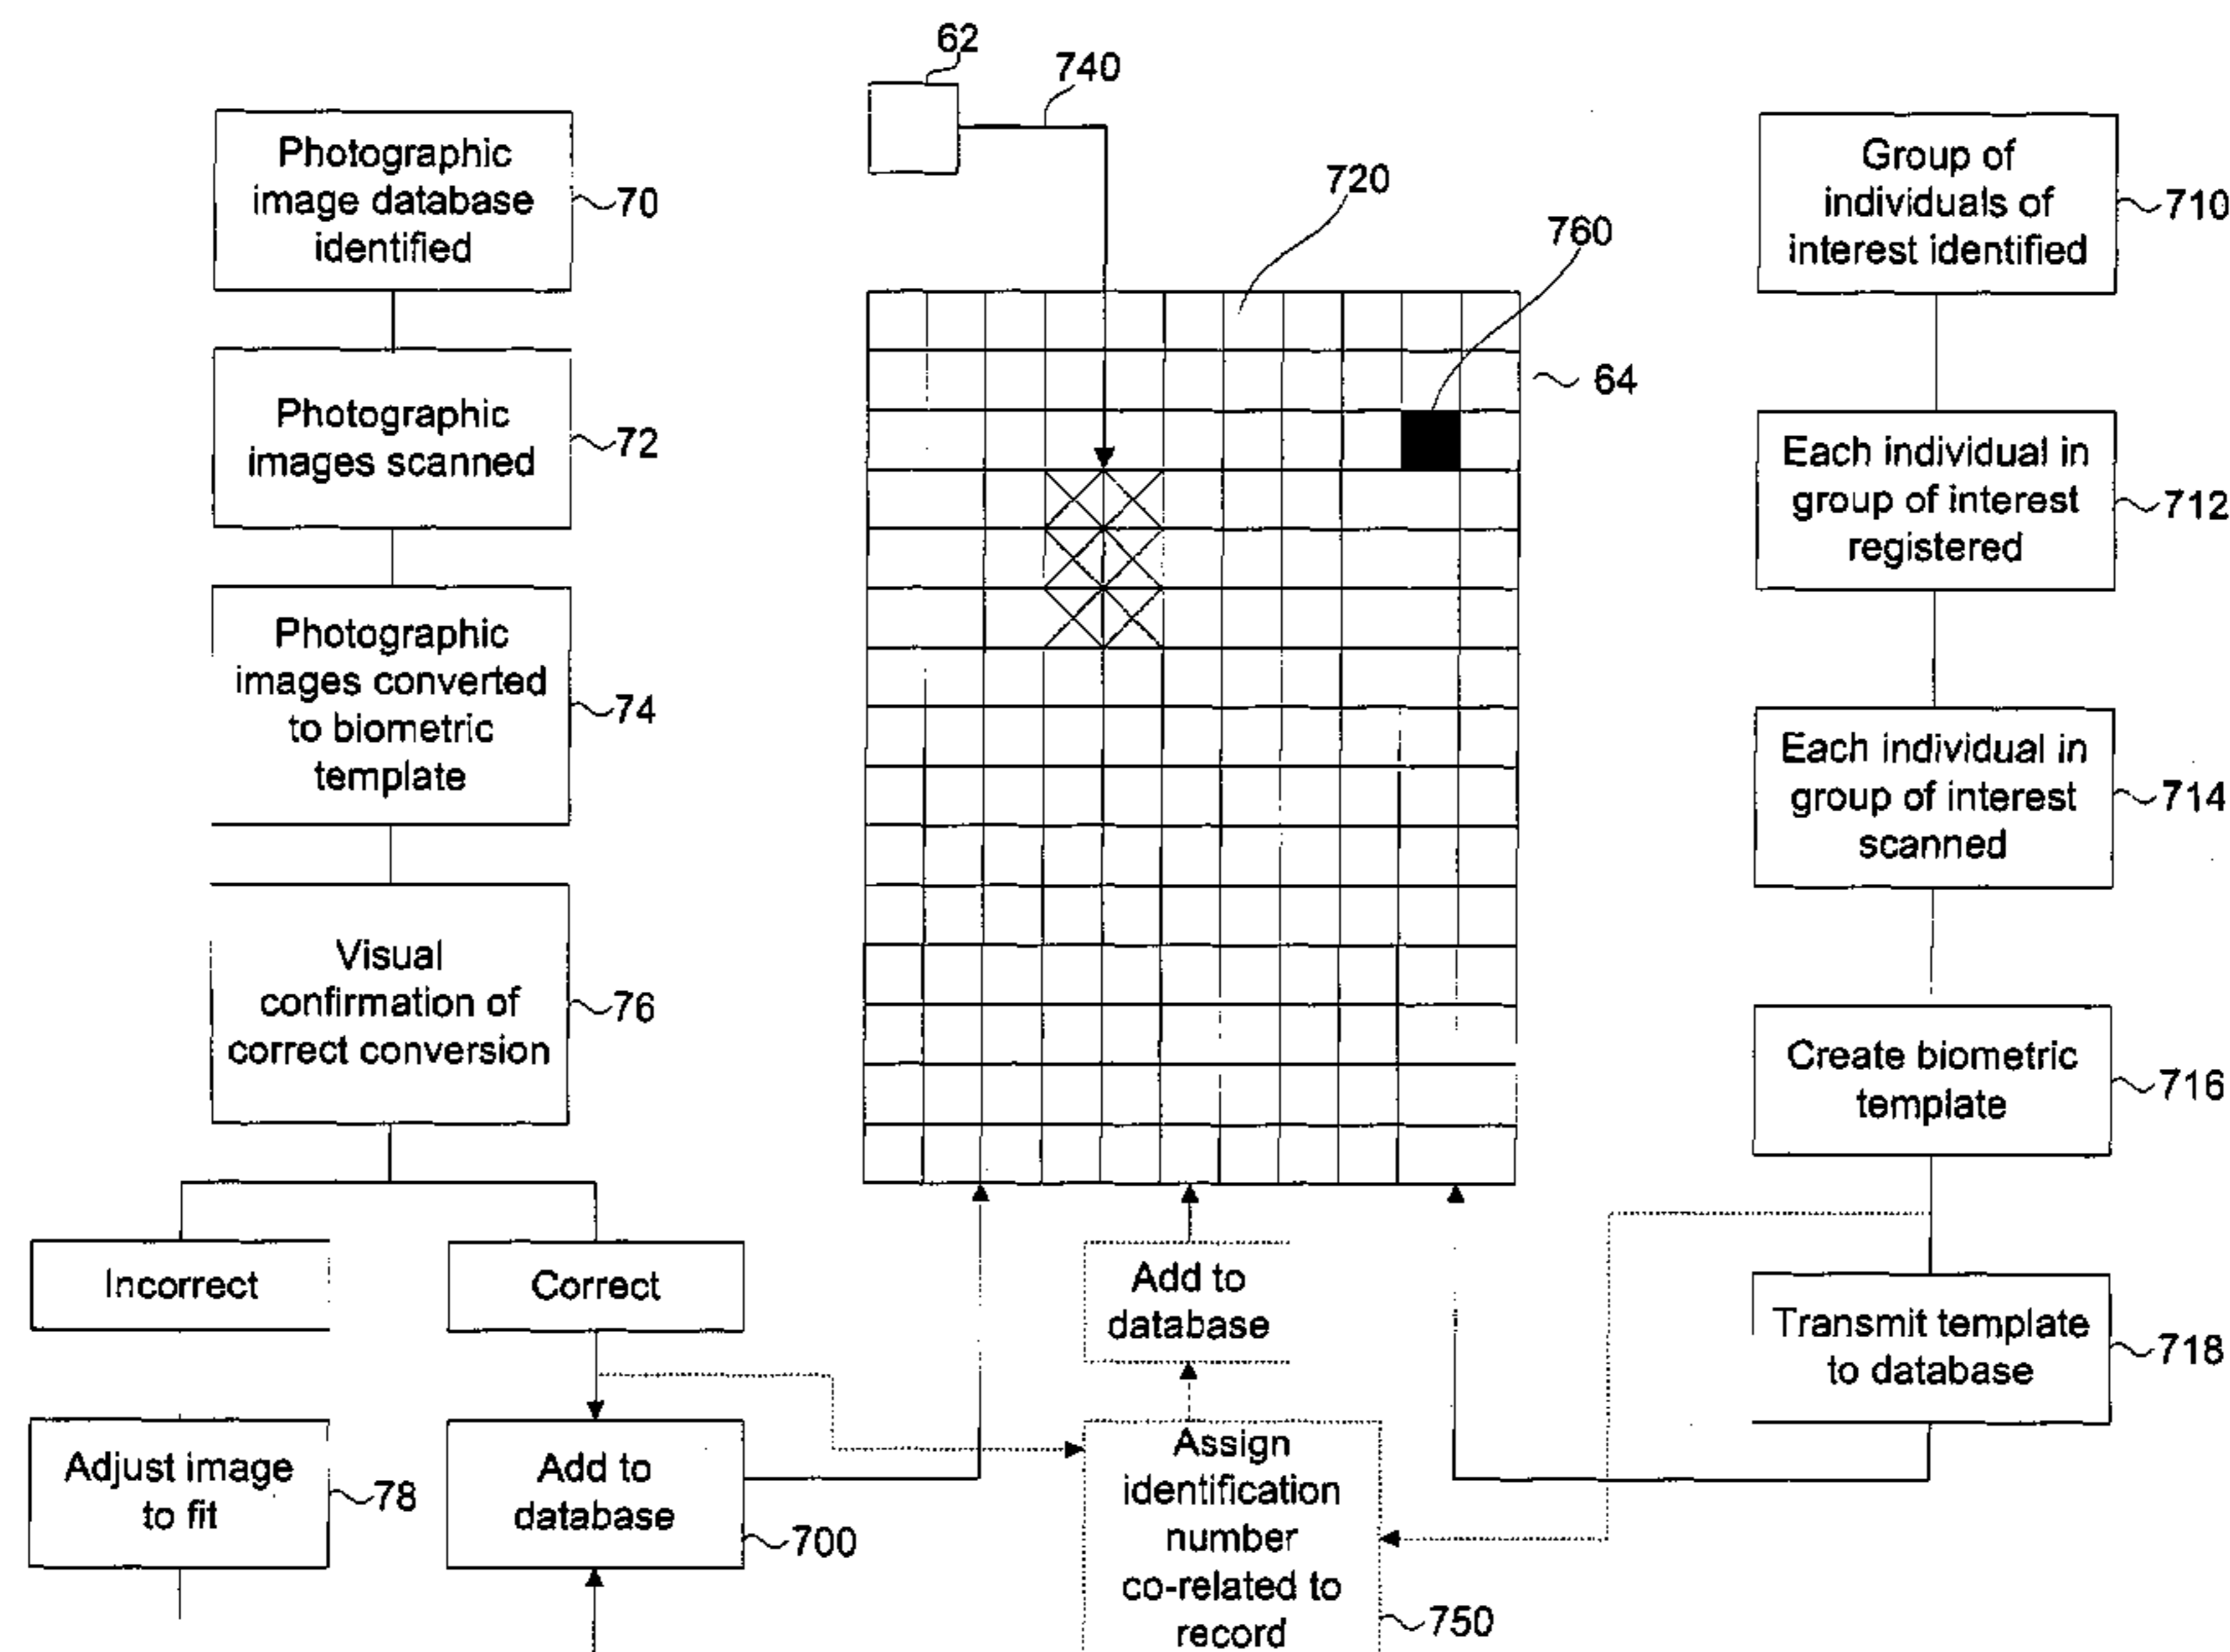 62
740
Photographic
image database
identified
70
720
760
Group of
individuals of
interest identified
710
64
Photographic
images scanned
72
Each individual in
group of interest
registered
712
Photographic
images converted
to biometric
template
74
Each individual in
group of interest
scanned
714
Visual
confirmation of
correct conversion
76
Create biometric
template
716
Incorrect
Correct
Add to
database
Transmit template
to database
718
Adjust image
to fit
78
Add to
database
700
Assign
identification
number
co-related to
record
750